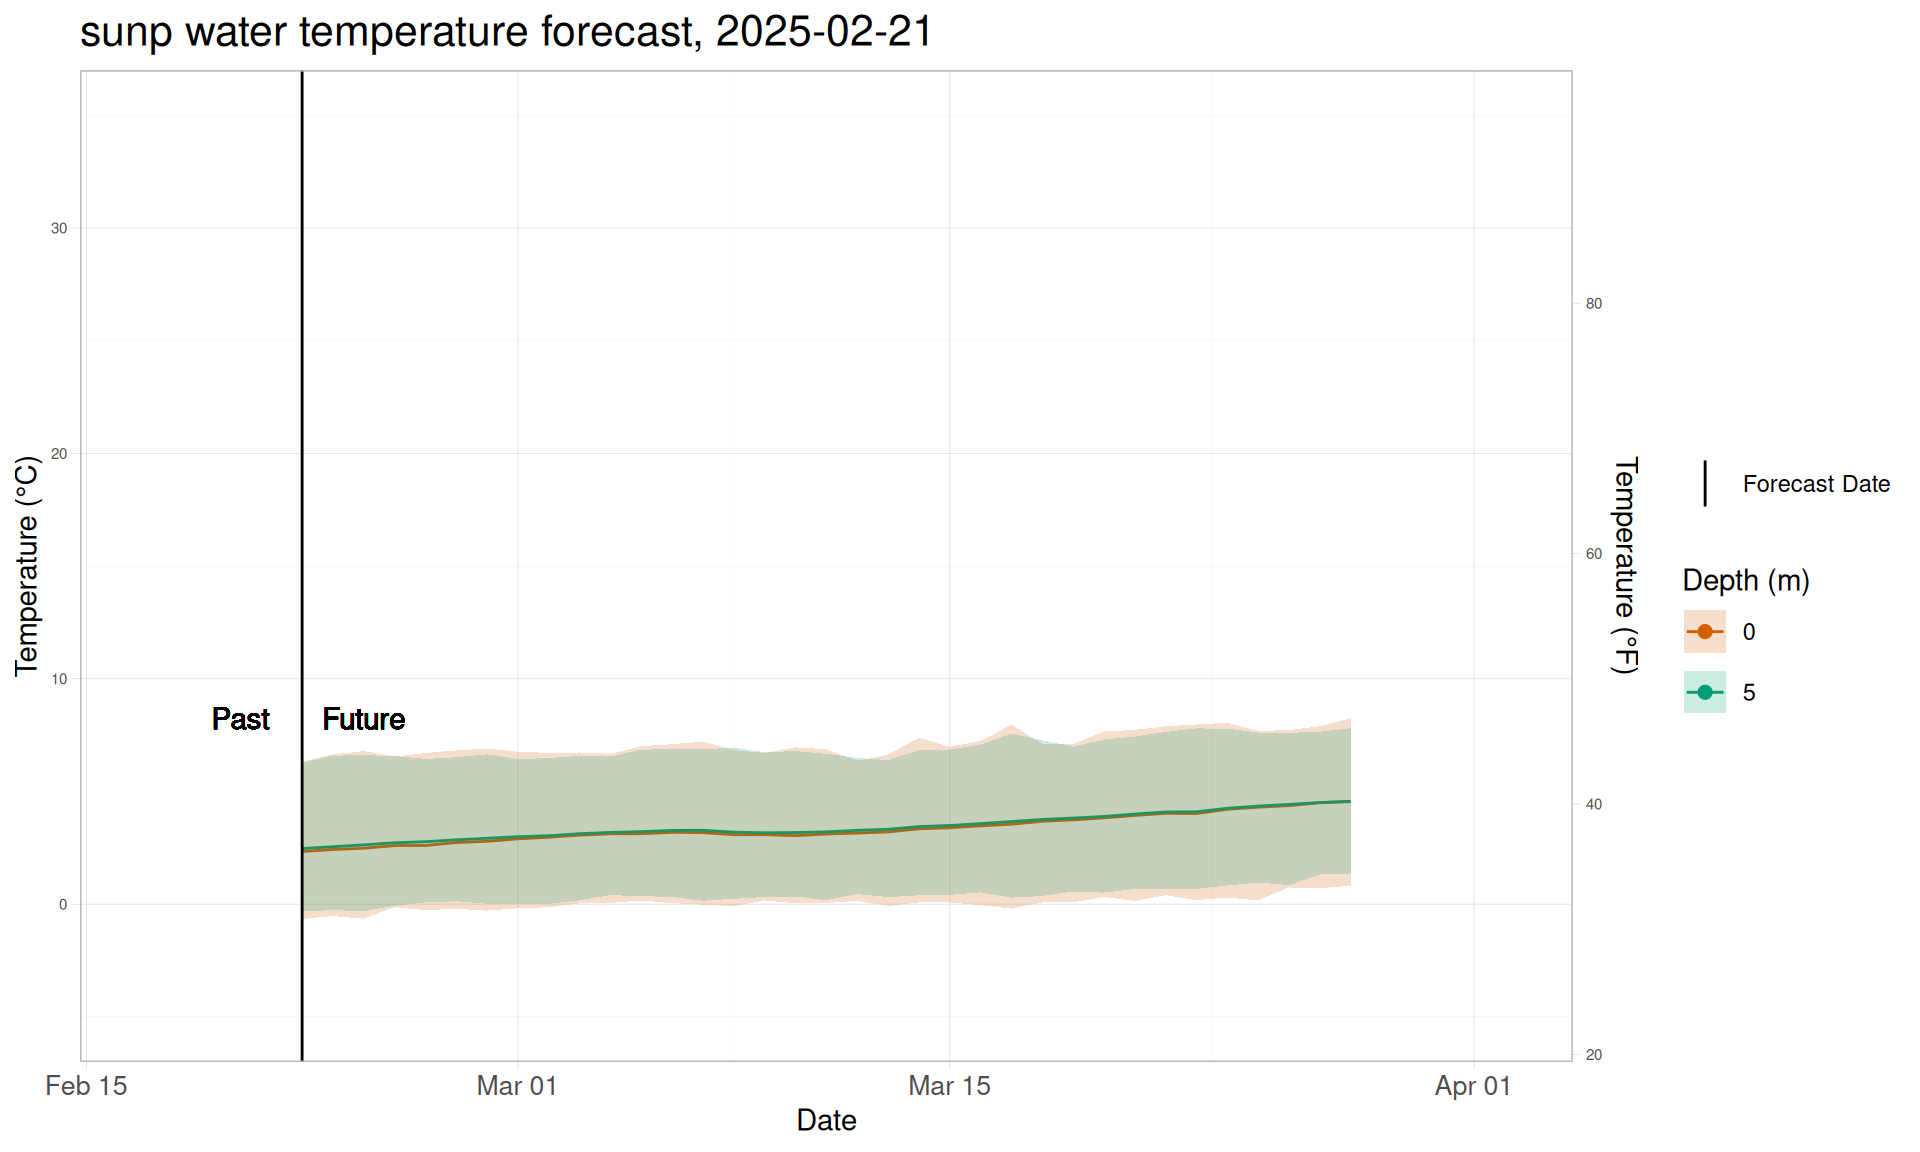 sunp water temperature forecast, 2025-02-21
30
20
10
0
Temperature (°C)
Past
Future
80
60
40
20
Temperature (°F)
Feb 15
Mar 01
Mar 15
Apr 01
Date
Forecast Date
Depth (m)
0
5